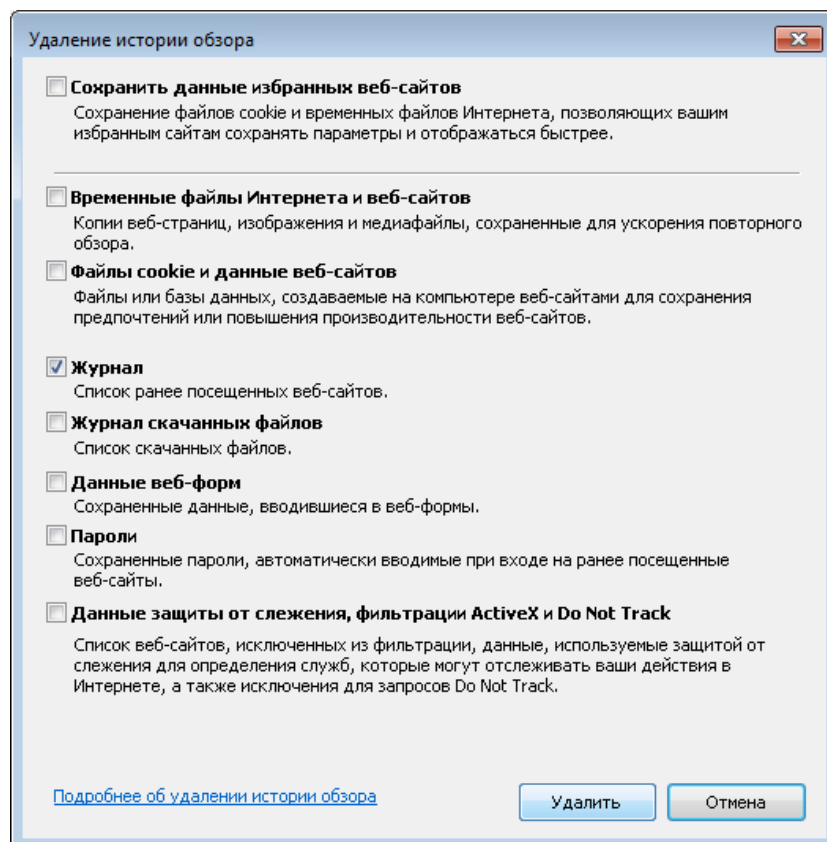 Удаление истории обзора
Сохранить данные избранных веб-сайтов
Сохранение файлов cookie и временных файлов Интернета, позволяющих вашим
избранным сайтам сохранять параметры и отображаться быстрее.
Временные файлы Интернета и веб-сайтов
Копии веб-страниц, изображения и медиафайлы, сохраненные для ускорения повторного
обзора.
Файлы cookie и данные веб-сайтов
Файлы или базы данных, создаваемые на компьютере веб-сайтами для сохранения
предпочтений или повышения производительности веб-сайтов.
Журнал
Список ранее посещенных веб-сайтов.
Журнал скачанных файлов
Список скачанных файлов.
Данные веб-форм
Сохраненные данные, вводившиеся в веб-формы.
Пароли
Сохраненные пароли, автоматически вводимые при входе на ранее посещенные
веб-сайты.
Данные защиты от слежения, фильтрации ActiveX и Do Not Track
Список веб-сайтов, исключенных из фильтрации, данные, используемые защитой от
слежения для определения служб, которые могут отслеживать ваши действия в
Интернете, а также исключения для запросов Do Not Track.
Подробнее об удалении истории обзора
Удалить
Отмена